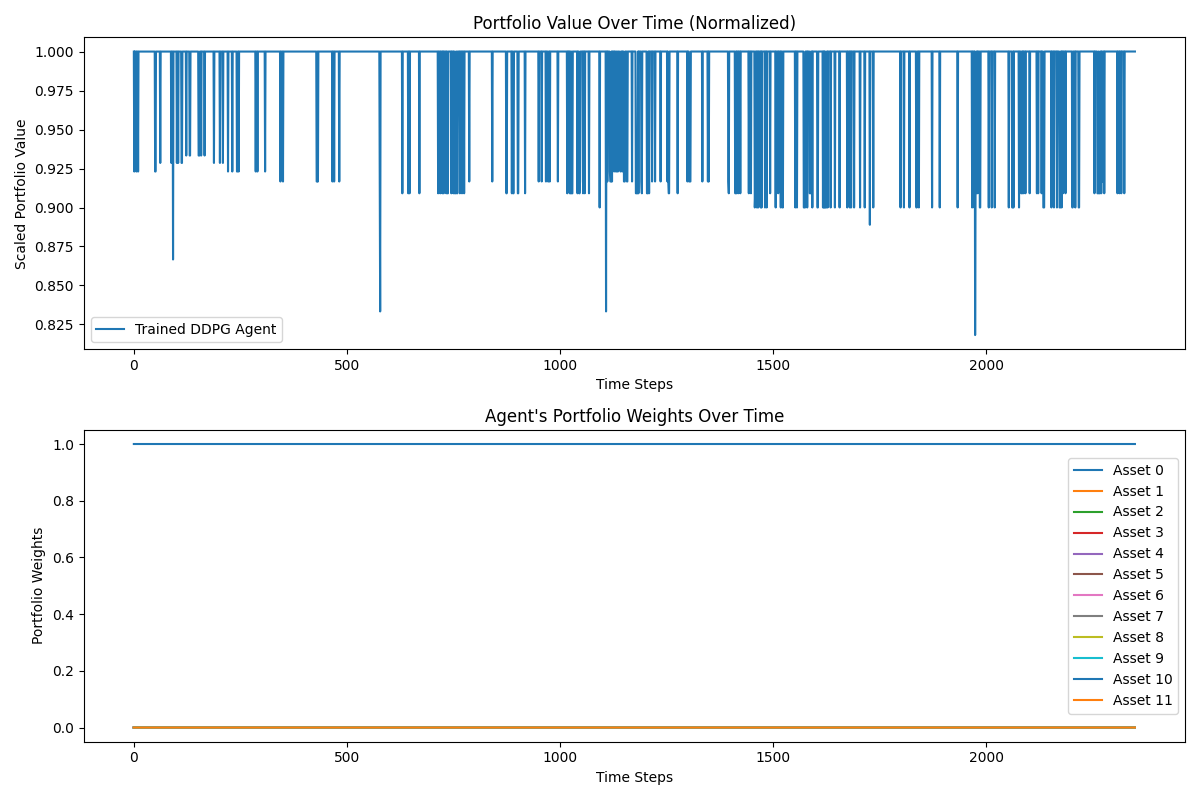 Portfolio Value Over Time (Normalized)
1.000
0.975
0.950
0.925
0.900
0.875
0.850
0.825
Scaled Portfolio Value
Trained DDPG Agent
0 500 1000 1500 2000
Time Steps
Agent's Portfolio Weights Over Time
1.0
0.8
0.6
0.4
0.2
0.0
Portfolio Weights
Asset 0
Asset 1
Asset 2
Asset 3
Asset 4
Asset 5
Asset 6
Asset 7
Asset 8
Asset 9
Asset 10
Asset 11
0 500 1000 1500 2000
Time Steps